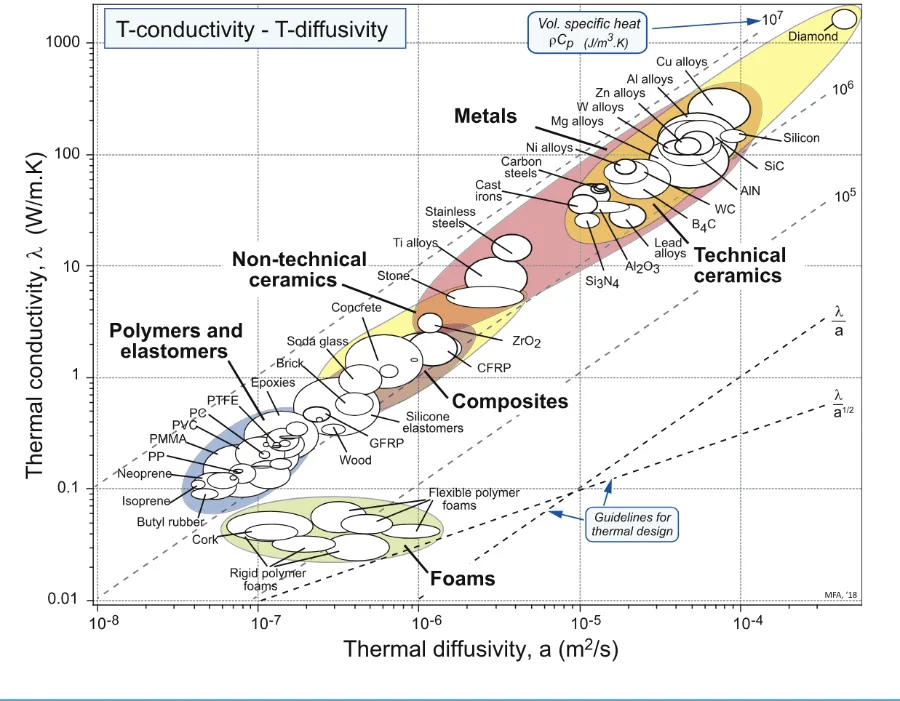 T-conductivity - T-diffusivity
Vol. specific heat
ρCp (J/m³.K)
10⁷
Diamond
1000
Cu alloys
Al alloys
Zn alloys
W alloys
Mg alloys
10⁶
Metals
Ni alloys
Silicon
100
Carbon
steels
SiC
Cast
irons
AlN
10⁵
Stainless
steels
WC
B₄C
Ti alloys
Lead
alloys
Non-technical
ceramics
Technical
ceramics
10
Stone
Al₂O₃
Si₃N₄
Concrete
λ
a
Polymers and
elastomers
Soda glass
ZrO₂
Brick
CFRP
1
Epoxies
Composites
λ
a¹/²
PTFE
PC
PVC
Silicone
elastomers
PMMA
GFRP
PP
Wood
Neoprene
0.1
Isoprene
Flexible polymer
foams
Butyl rubber
Guidelines for
thermal design
Cork
Rigid polymer
foams
Foams
0.01
MFA, '18
10⁻⁸
10⁻⁷
10⁻⁶
10⁻⁵
10⁻⁴
Thermal conductivity, λ (W/m.K)
Thermal diffusivity, a (m²/s)